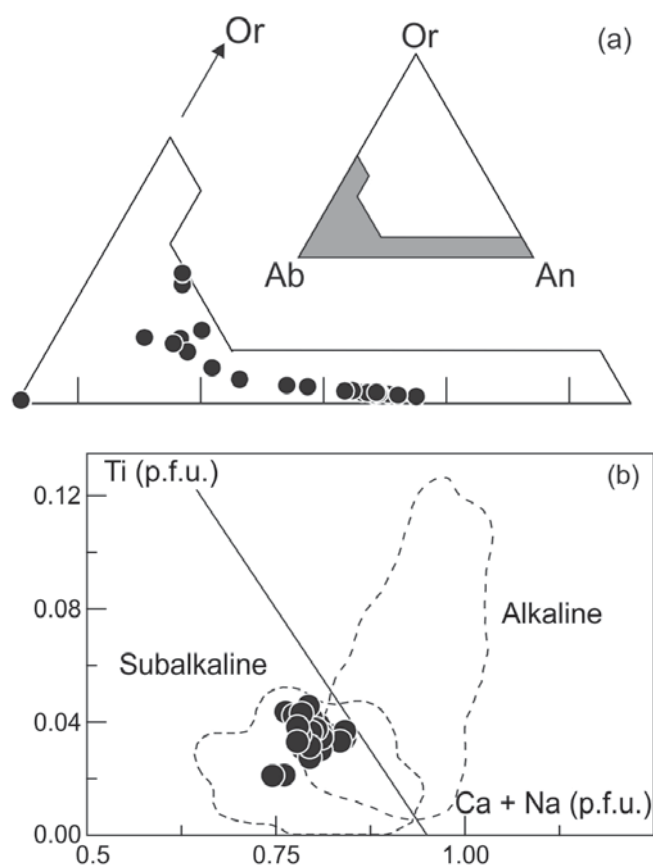 Or
Or
(a)
Ab
An
Ti (p.f.u.)
(b)
0.12
0.08
Alkaline
Subalkaline
0.04
Ca + Na (p.f.u.)
0.00
0.5
0.75
1.00